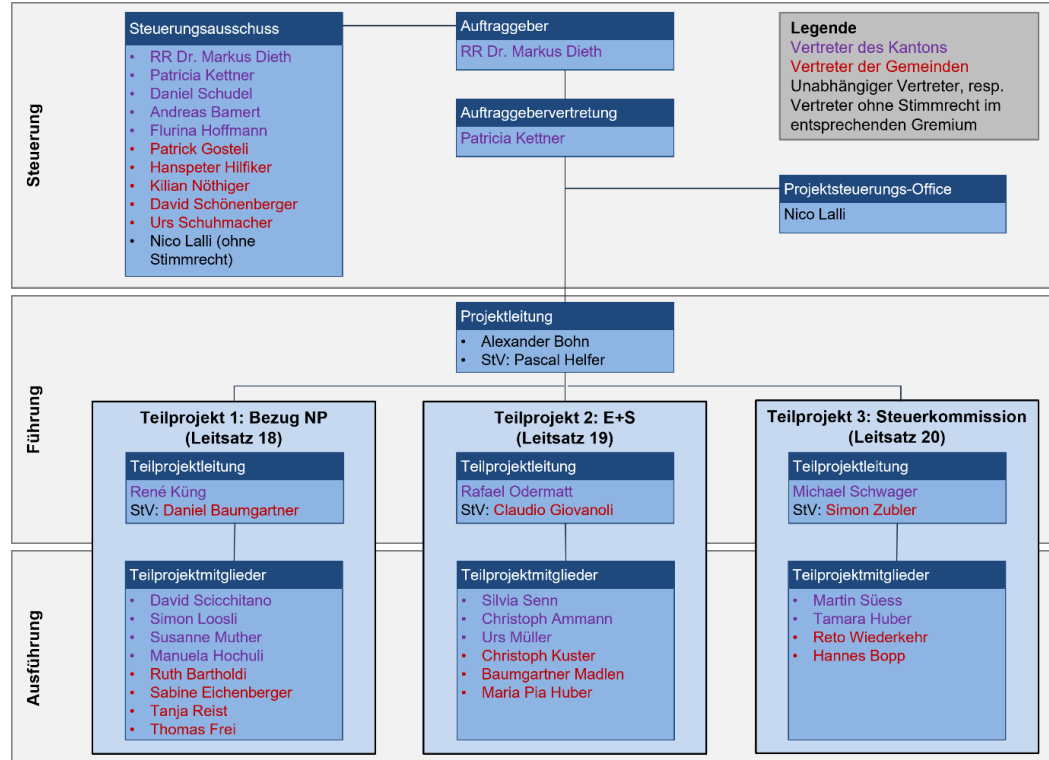 Steuerung
Steuerungsausschuss
• RR Dr. Markus Dieth
• Patricia Kettner
• Daniel Schudel
• Andreas Bamert
• Flurina Hoffmann
• Patrick Gosteli
• Hanspeter Hilfiker
• Kilian Nöthiger
• David Schönenberger
• Urs Schuhmacher
• Nico Lalli (ohne
Stimmrecht)
Auftraggeber
RR Dr. Markus Dieth
Auftraggebervertretung
Patricia Kettner
Legende
Vertreter des Kantons
Vertreter der Gemeinden
Unabhängiger Vertreter, resp.
Vertreter ohne Stimmrecht im
entsprechenden Gremium
Projektsteuerungs-Office
Nico Lalli
Führung
Projektleitung
• Alexander Bohn
• StV: Pascal Helfer
Teilprojekt 1: Bezug NP
(Leitsatz 18)
Teilprojektleitung
René Küng
StV: Daniel Baumgartner
Teilprojekt 2: E+S
(Leitsatz 19)
Teilprojektleitung
Rafael Odermatt
StV: Claudio Giovanoli
Teilprojekt 3: Steuerkommission
(Leitsatz 20)
Teilprojektleitung
Michael Schwager
StV: Simon Zubler
Ausführung
Teilprojektmitglieder
• David Scicchitano
• Simon Loosli
• Susanne Muther
• Manuela Hochuli
• Ruth Bartholdi
• Sabine Eichenberger
• Tanja Reist
• Thomas Frei
Teilprojektmitglieder
• Silvia Senn
• Christoph Ammann
• Urs Müller
• Christoph Kuster
• Baumgartner Madlen
• Maria Pia Huber
Teilprojektmitglieder
• Martin Süess
• Tamara Huber
• Reto Wiederkehr
• Hannes Bopp